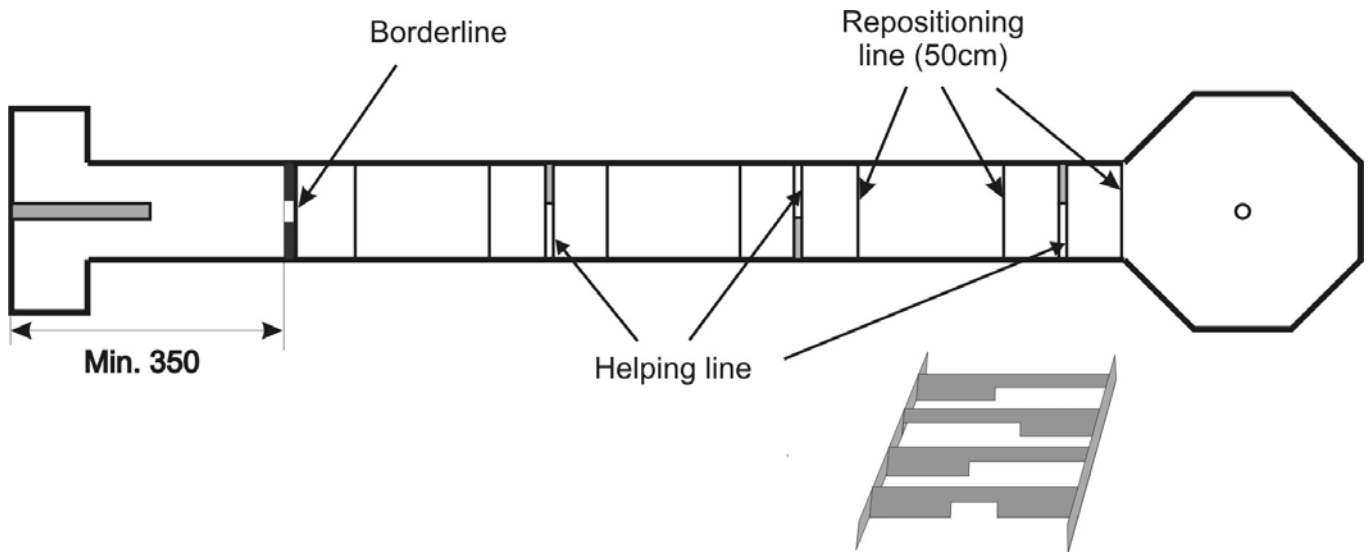 Borderline
Repositioning
line (50cm)
Min. 350
Helping line